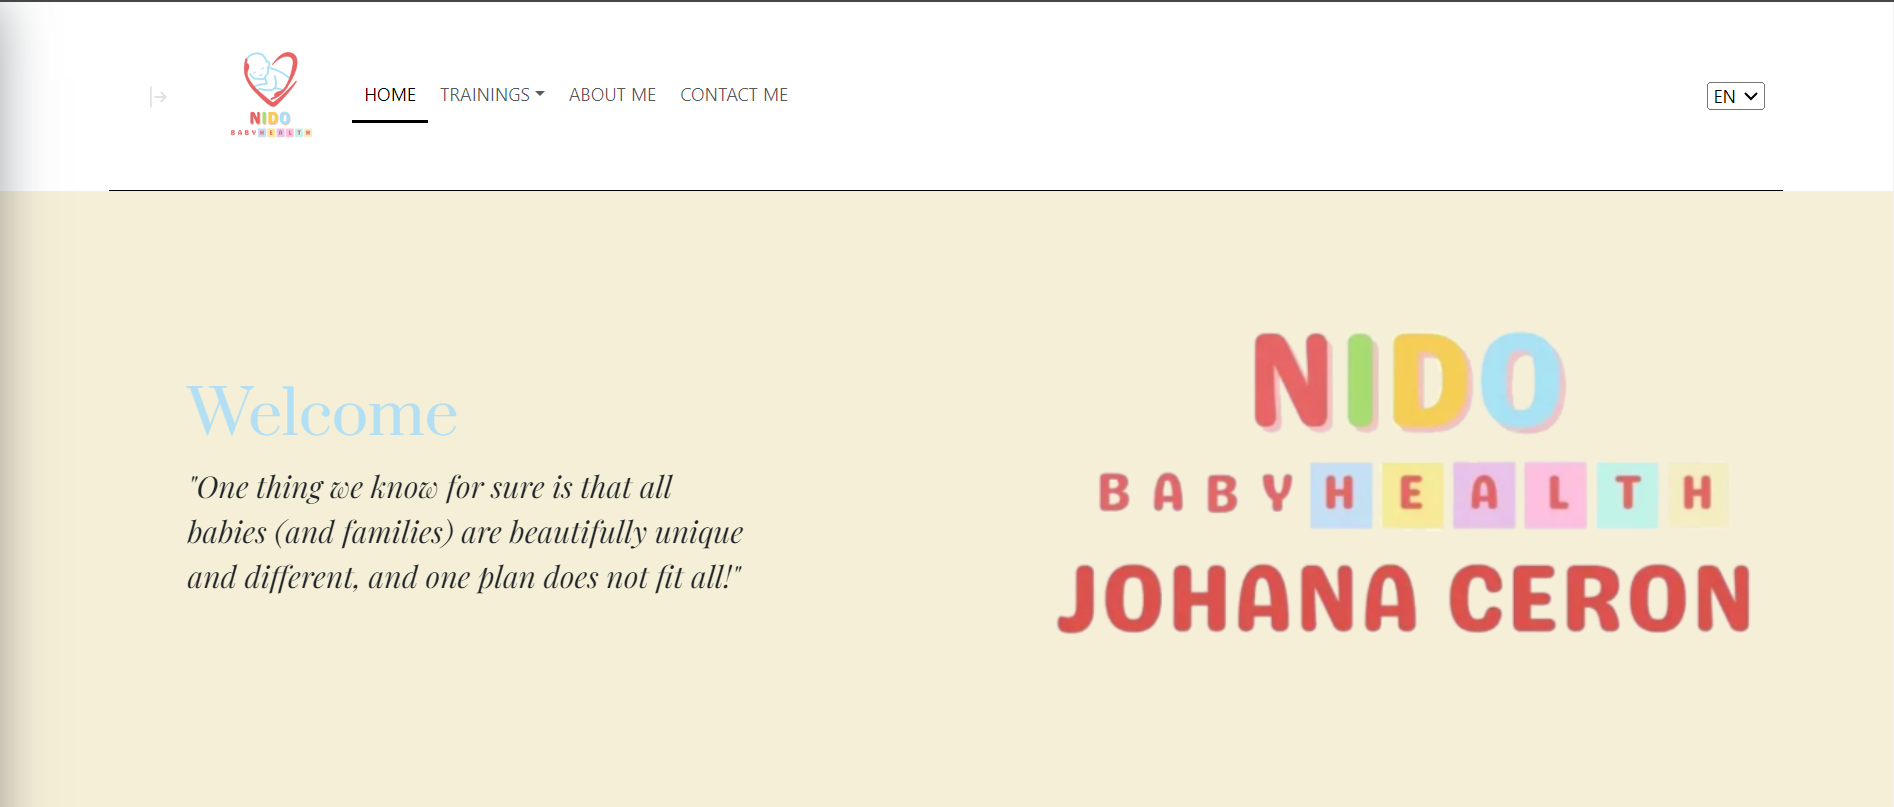 NIDO
BABY HEALTH
HOME TRAININGS ABOUT ME CONTACT ME
EN
Welcome
"One thing we know for sure is that all
babies (and families) are beautifully unique
and different, and one plan does not fit all!"
NIDO
BABY HEALTH
JOHANA CERON